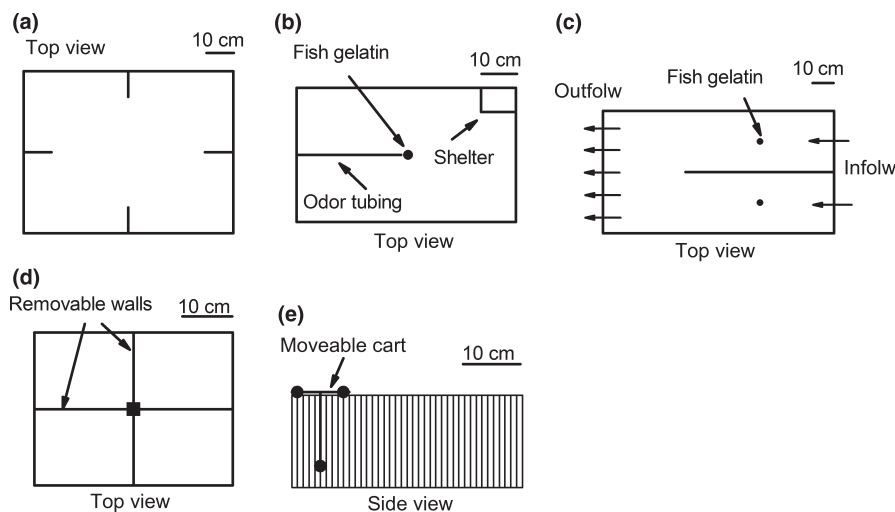 (a)
Top view
10 cm
(b)
Fish gelatin
10 cm
Shelter
Odor tubing
Top view
(c)
10 cm
Fish gelatin
Outfolw
Infolw
Top view
(d)
Removable walls
10 cm
Top view
(e)
Moveable cart
10 cm
Side view